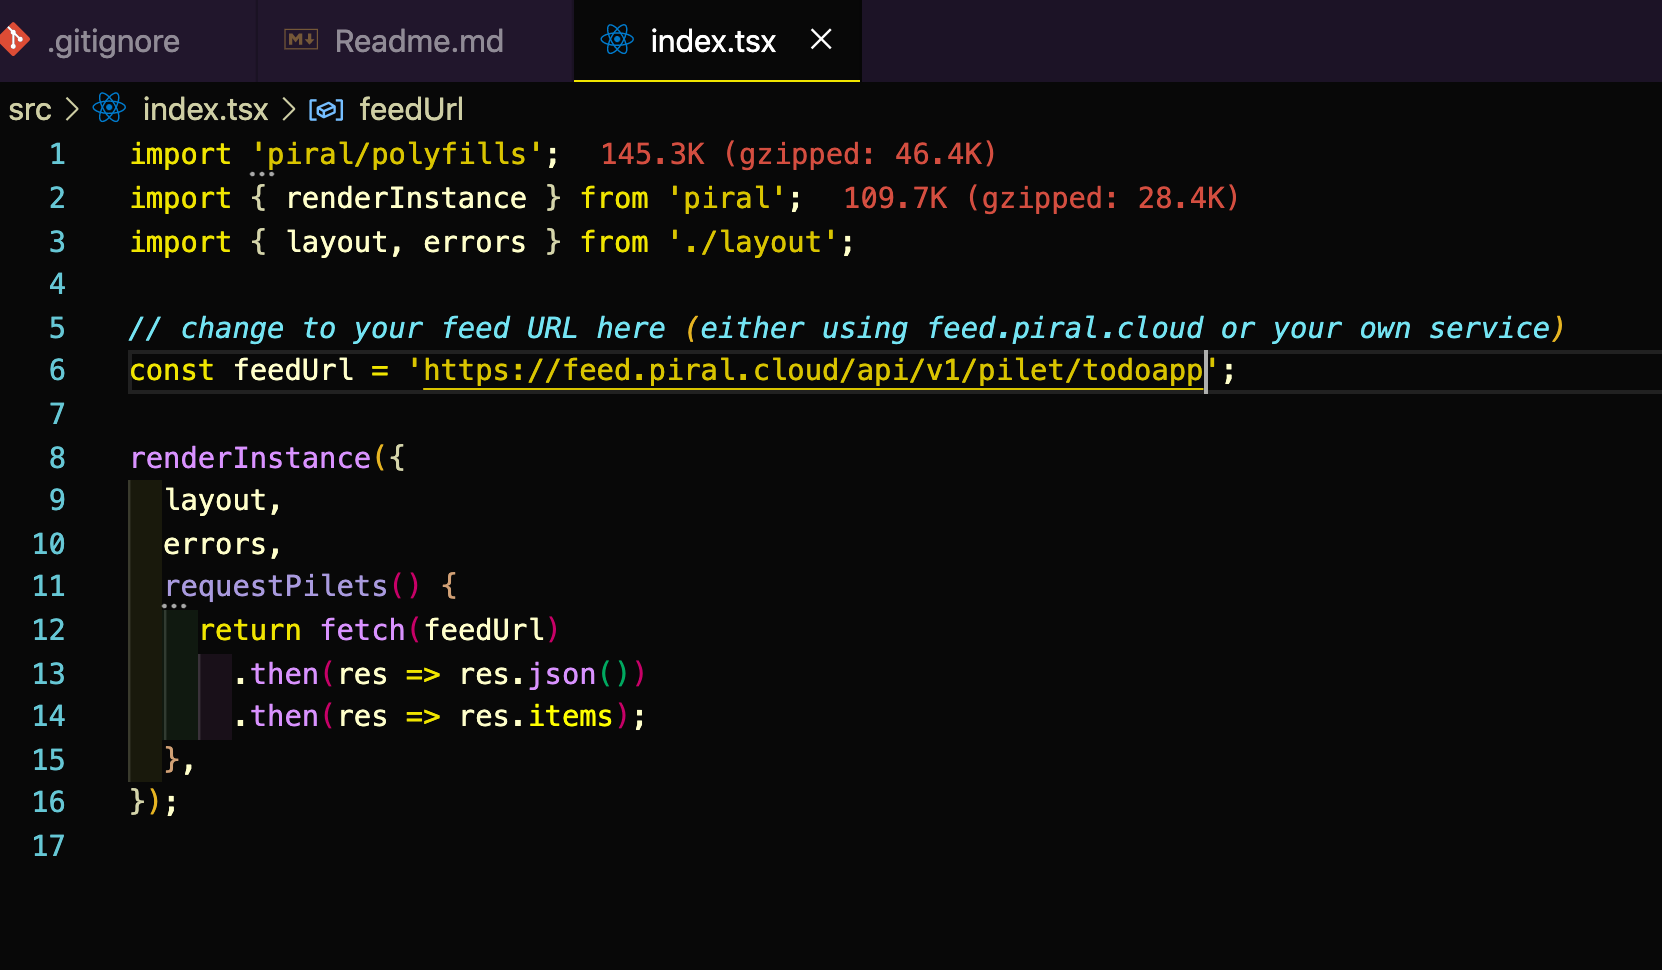 .gitignore
Readme.md
index.tsx
src > index.tsx > feedUrl
1 import 'piral/polyfills'; 145.3K (gzipped: 46.4K)
2 import { renderInstance } from 'piral'; 109.7K (gzipped: 28.4K)
3 import { layout, errors } from './layout';
4
5 // change to your feed URL here (either using feed.piral.cloud or your own service)
6 const feedUrl = 'https://feed.piral.cloud/api/v1/pilet/todoapp';
7
8 renderInstance({
9 layout,
10 errors,
11 requestPilets() {
12 return fetch(feedUrl)
13 .then(res => res.json())
14 .then(res => res.items);
15 },
16 });
17